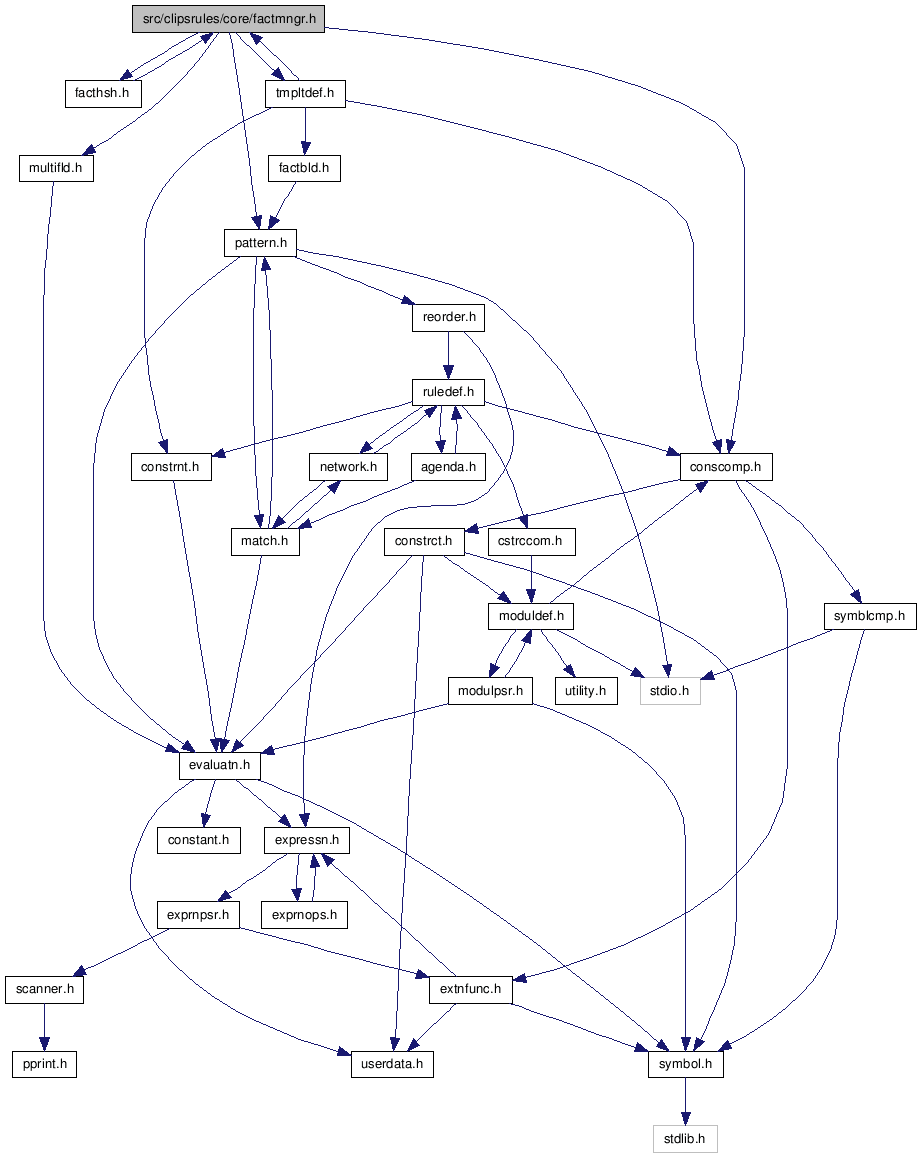 src/clipsrules/core/factmngr.h
facthsh.h
tmpltdef.h
multifld.h
factbld.h
pattern.h
reorder.h
ruledef.h
constrnt.h
network.h
agenda.h
conscomp.h
match.h
constrct.h
cstrccom.h
moduldef.h
symblcmp.h
modulpsr.h
utility.h
stdio.h
evaluatn.h
constant.h
expressn.h
exprnpsr.h
exprnops.h
scanner.h
extnfunc.h
pprint.h
userdata.h
symbol.h
stdlib.h